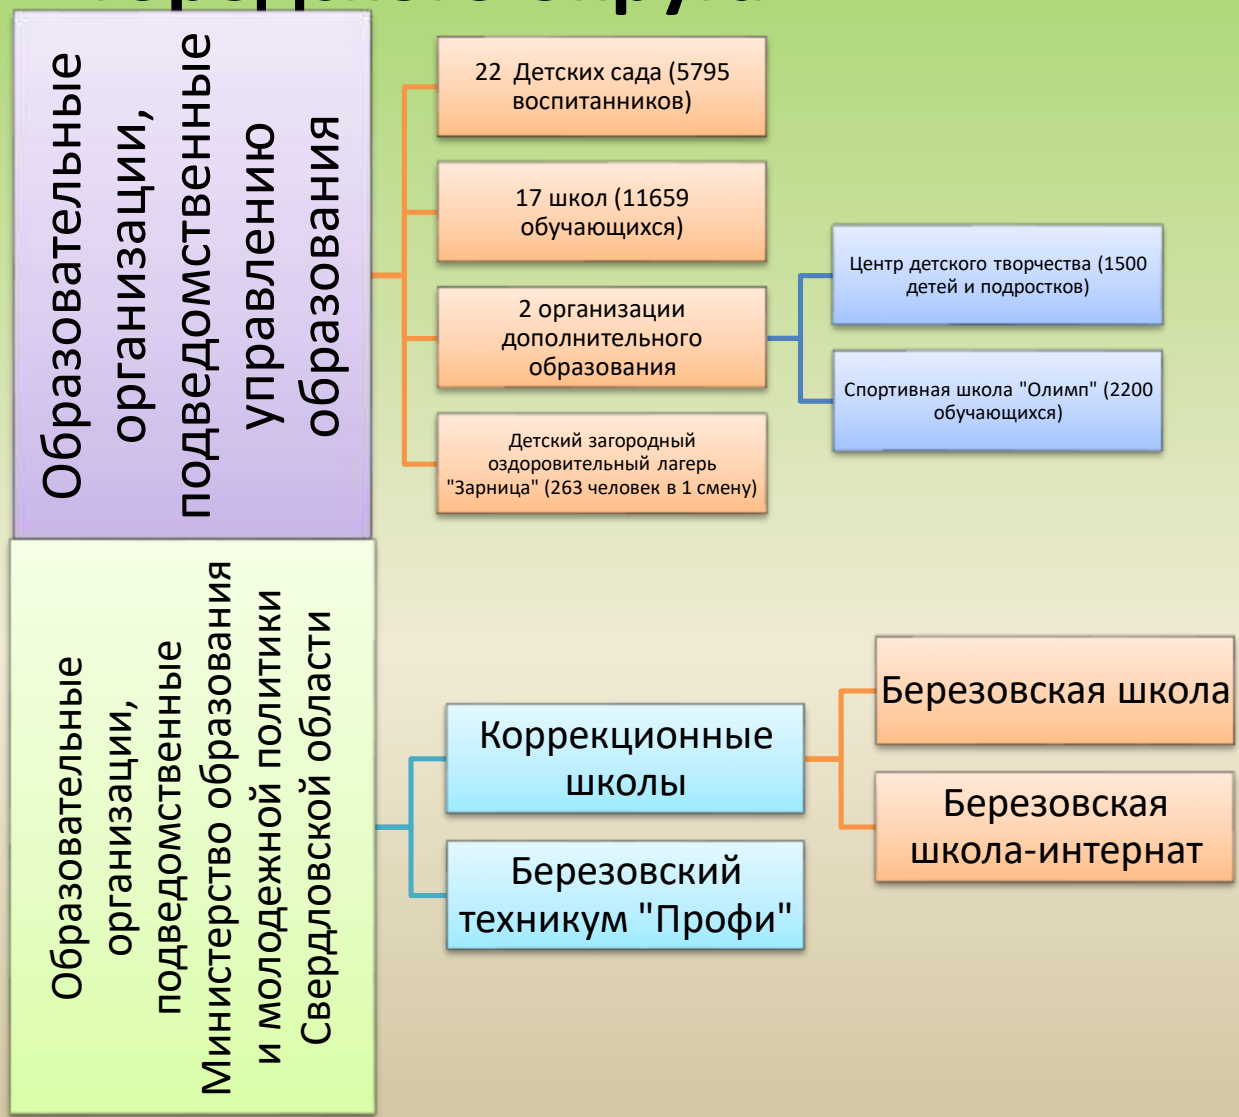 Образовательные
организации,
подведомственные
управлению
образования
22 Детских сада (5795
воспитанников)
17 школ (11659
обучающихся)
2 организации
дополнительного
образования
Детский загородный
оздоровительный лагерь
"Зарница" (263 человек в 1 смену)
Центр детского творчества (1500
детей и подростков)
Спортивная школа "Олимп" (2200
обучающихся)
Образовательные
организации,
подведомственные
Министерство образования
и молодежной политики
Свердловской области
Коррекционные
школы
Березовский
техникум "Профи"
Березовская школа
Березовская
школа-интернат